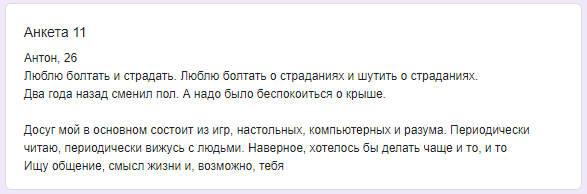 Анкета 11
Антон, 26
Люблю болтать и страдать. Люблю болтать о страданиях и шутить о страданиях.
Два года назад сменил пол. А надо было беспокоиться о крыше.
Досуг мой в основном состоит из игр, настольных, компьютерных и разума. Периодически
читаю, периодически вижусь с людьми. Наверное, хотелось бы делать чаще и то, и то
Ищу общение, смысл жизни и, возможно, тебя